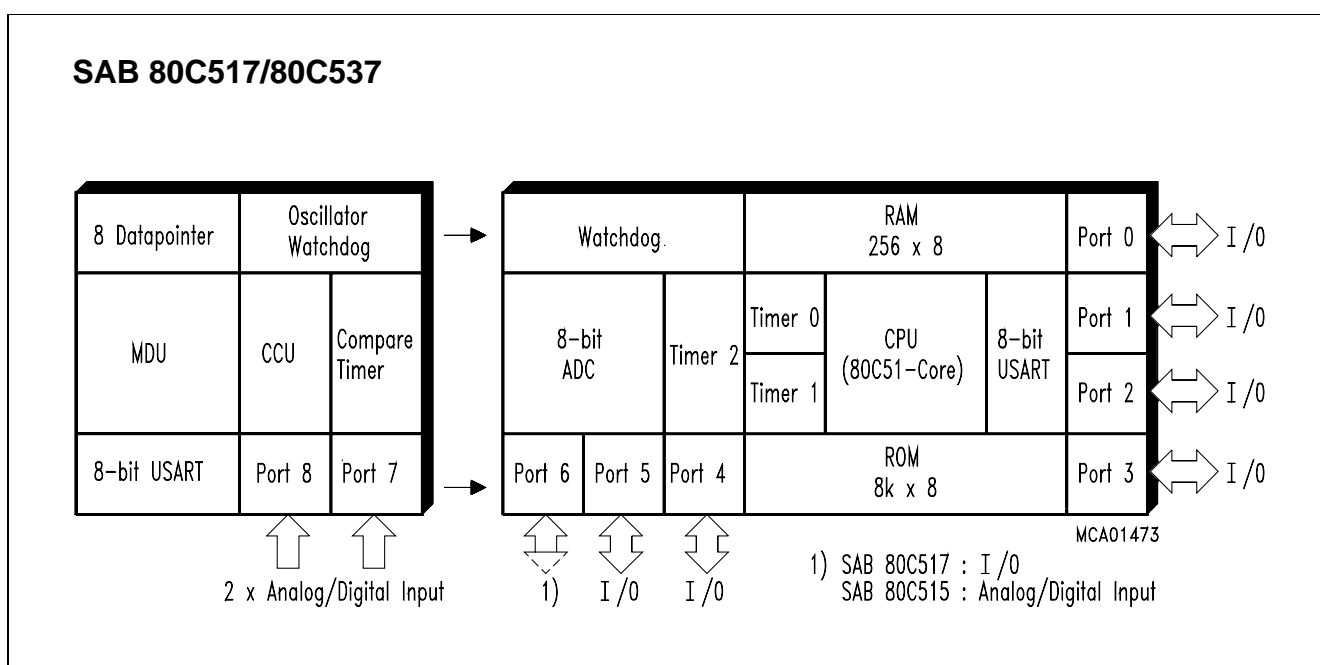 SAB 80C517/80C537
8 Datapointer
Oscillator
Watchdog
MDU
CCU
Compare
Timer
8-bit USART
Port 8
Port 7
2 x Analog/Digital Input
Watchdog.
RAM
256 x 8
Port 0
I/0
8-bit
ADC
Timer 2
Timer 0
Timer 1
CPU
(80C51-Core)
8-bit
USART
Port 1
I/0
Port 2
I/0
Port 6
Port 5
Port 4
ROM
8k x 8
Port 3
I/0
1)
I/0
I/0
MCA01473
1) SAB 80C517 : I/0
SAB 80C515 : Analog/Digital Input